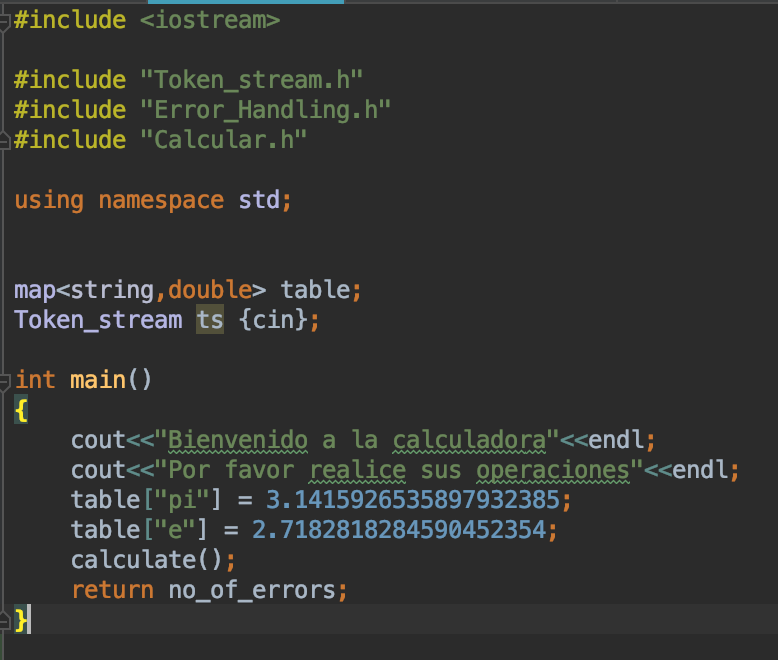 #include <iostream>
#include "Token_stream.h"
#include "Error_Handling.h"
#include "Calcular.h"
using namespace std;
map<string,double> table;
Token_stream ts {cin};
int main()
{
cout<<"Bienvenido a la calculadora"<<endl;
cout<<"Por favor realice sus operaciones"<<endl;
table["pi"] = 3.1415926535897932385;
table["e"] = 2.7182818284590452354;
calculate();
return no_of_errors;
}